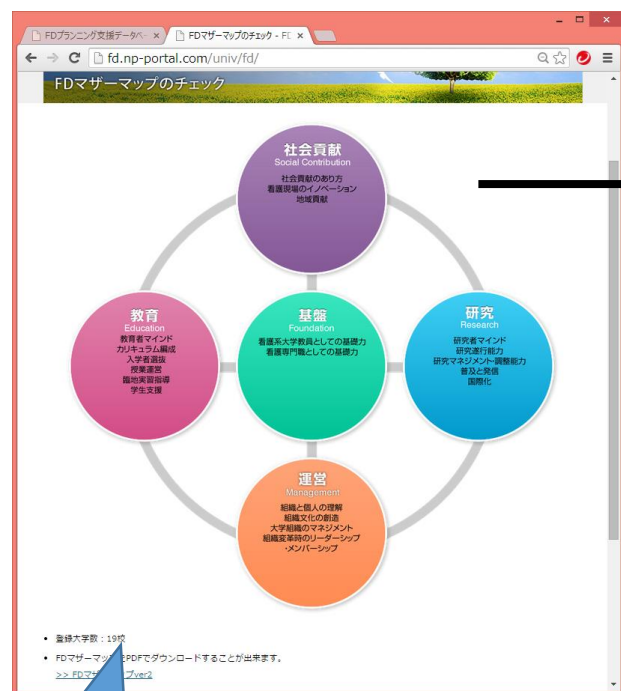 FDプランニング支援データベ
FDマザーマップのチェック - FD
fd.np-portal.com/univ/fd/
FDマザーマップのチェック
社会貢献
Social Contribution
社会貢献のあり方
看護現場のイノベーション
地域貢献
教育
Education
教育者マインド
カリキュラム編成
入学者選抜
授業運営
臨地実習指導
学生支援
基盤
Foundation
看護系大学教員としての基礎力
看護専門職としての基礎力
研究
Research
研究者マインド
研究遂行能力
研究マネジメント・調整能力
普及と発信
国際化
運営
Management
組織と個人の理解
組織文化の創造
大学組織のマネジメント
組織変革時のリーダーシップ
・メンバーシップ
• 登録大学数：19校
• FDマザーマップ PDFでダウンロードすることが出来ます。
>> FDマザ プver2